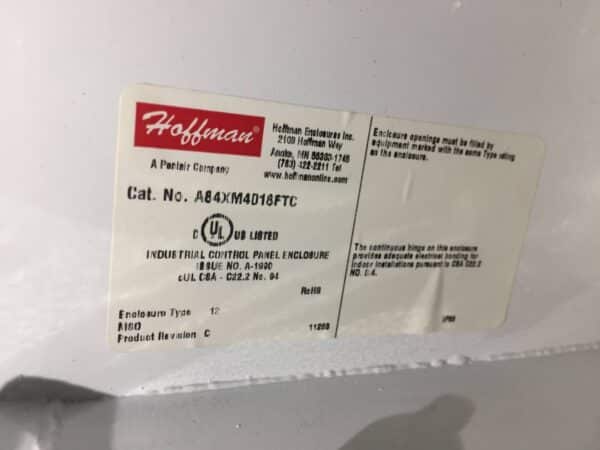 Hoffman®
A Pentair Company
Hoffman Enclosures Inc.
2100 Hoffman Way
Anoka, MN 55303-1745
(763) 422-2211 Tel
www.hoffmanonline.com
Cat. No. A84XM4018FTC
C UL US LISTED
INDUSTRIAL CONTROL PANEL ENCLOSURE
ISSUE NO. A-1990
cUL CSA - C22.2 No. 94
RoHS
Enclosure Type 12
NISO
Product Revision C
Enclosure openings must be filled by
equipment marked with the same Type rating
as the enclosure.
The continuous hinge on this enclosure
provides adequate electrical bonding for
indoor installations pursuant to CSA C22.2
NO. 0.4.